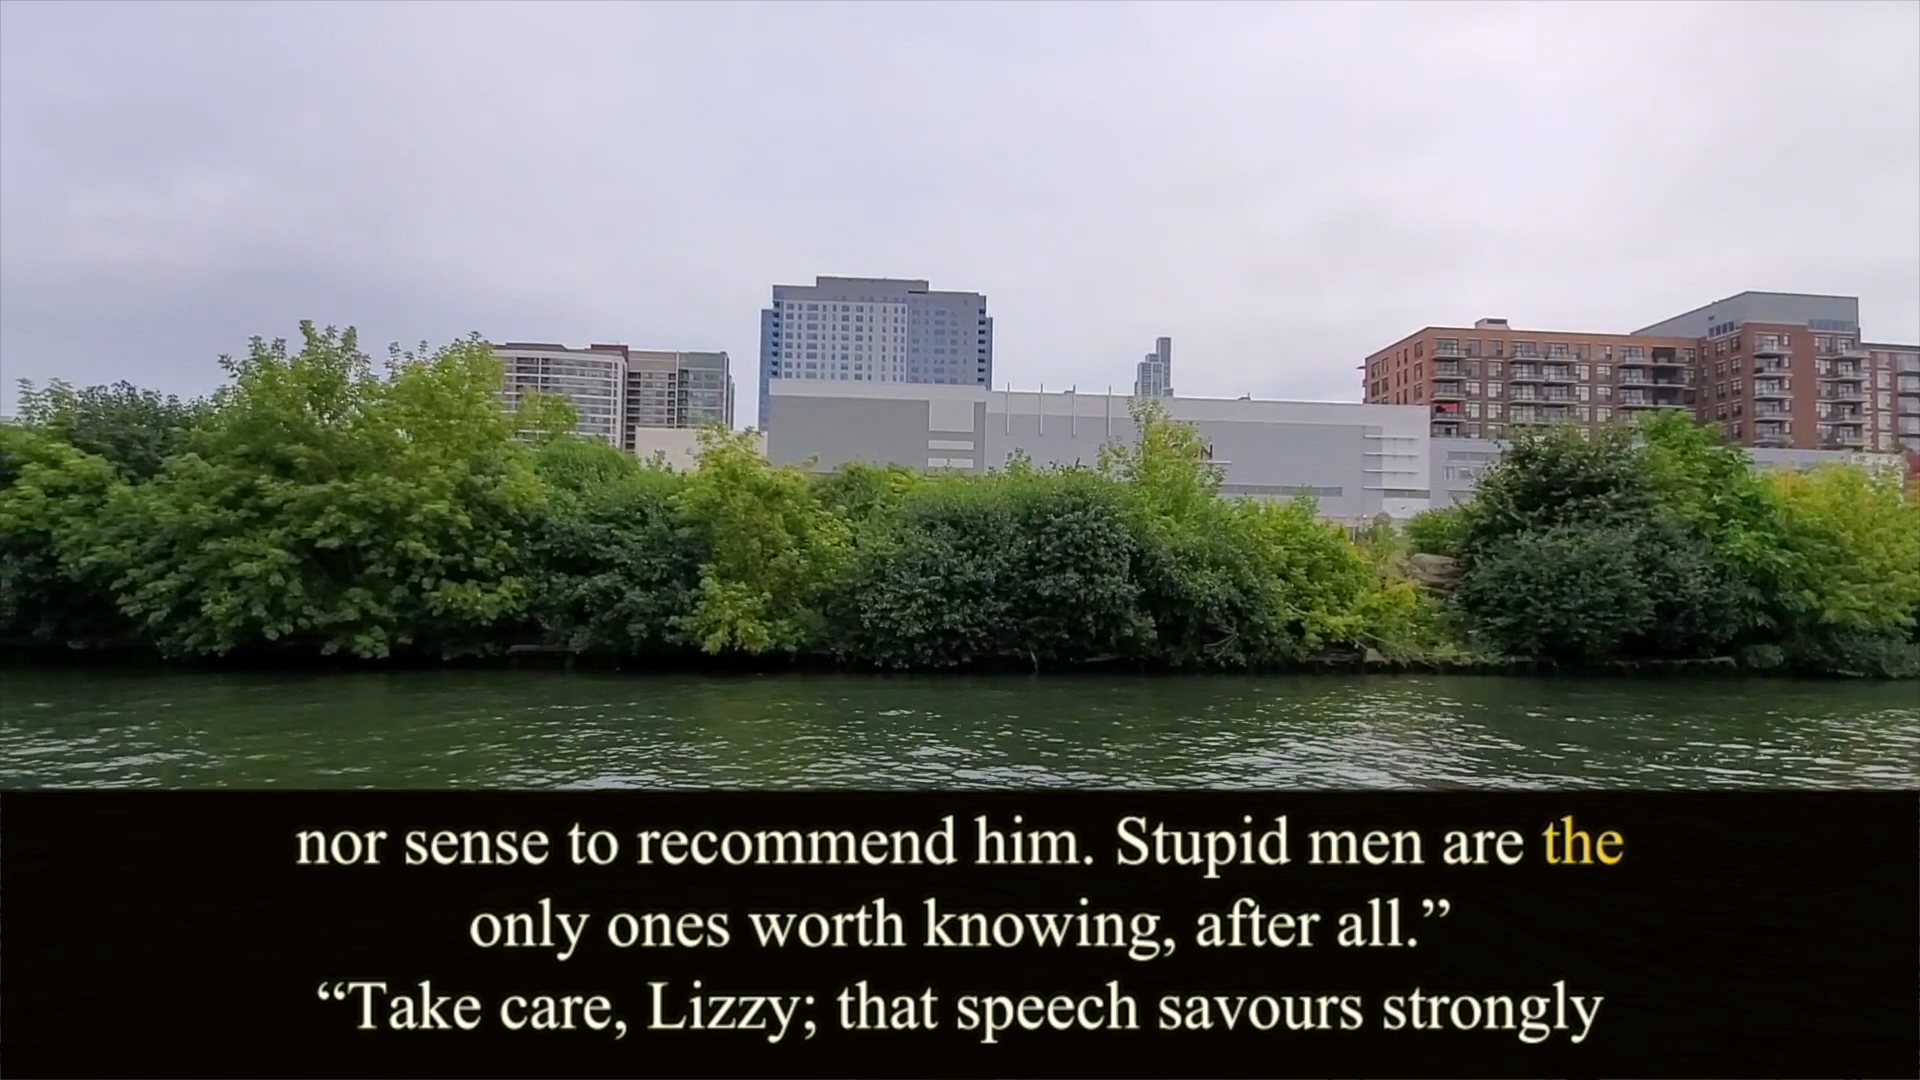 nor sense to recommend him. Stupid men are the
only ones worth knowing, after all.”
“Take care, Lizzy; that speech savours strongly